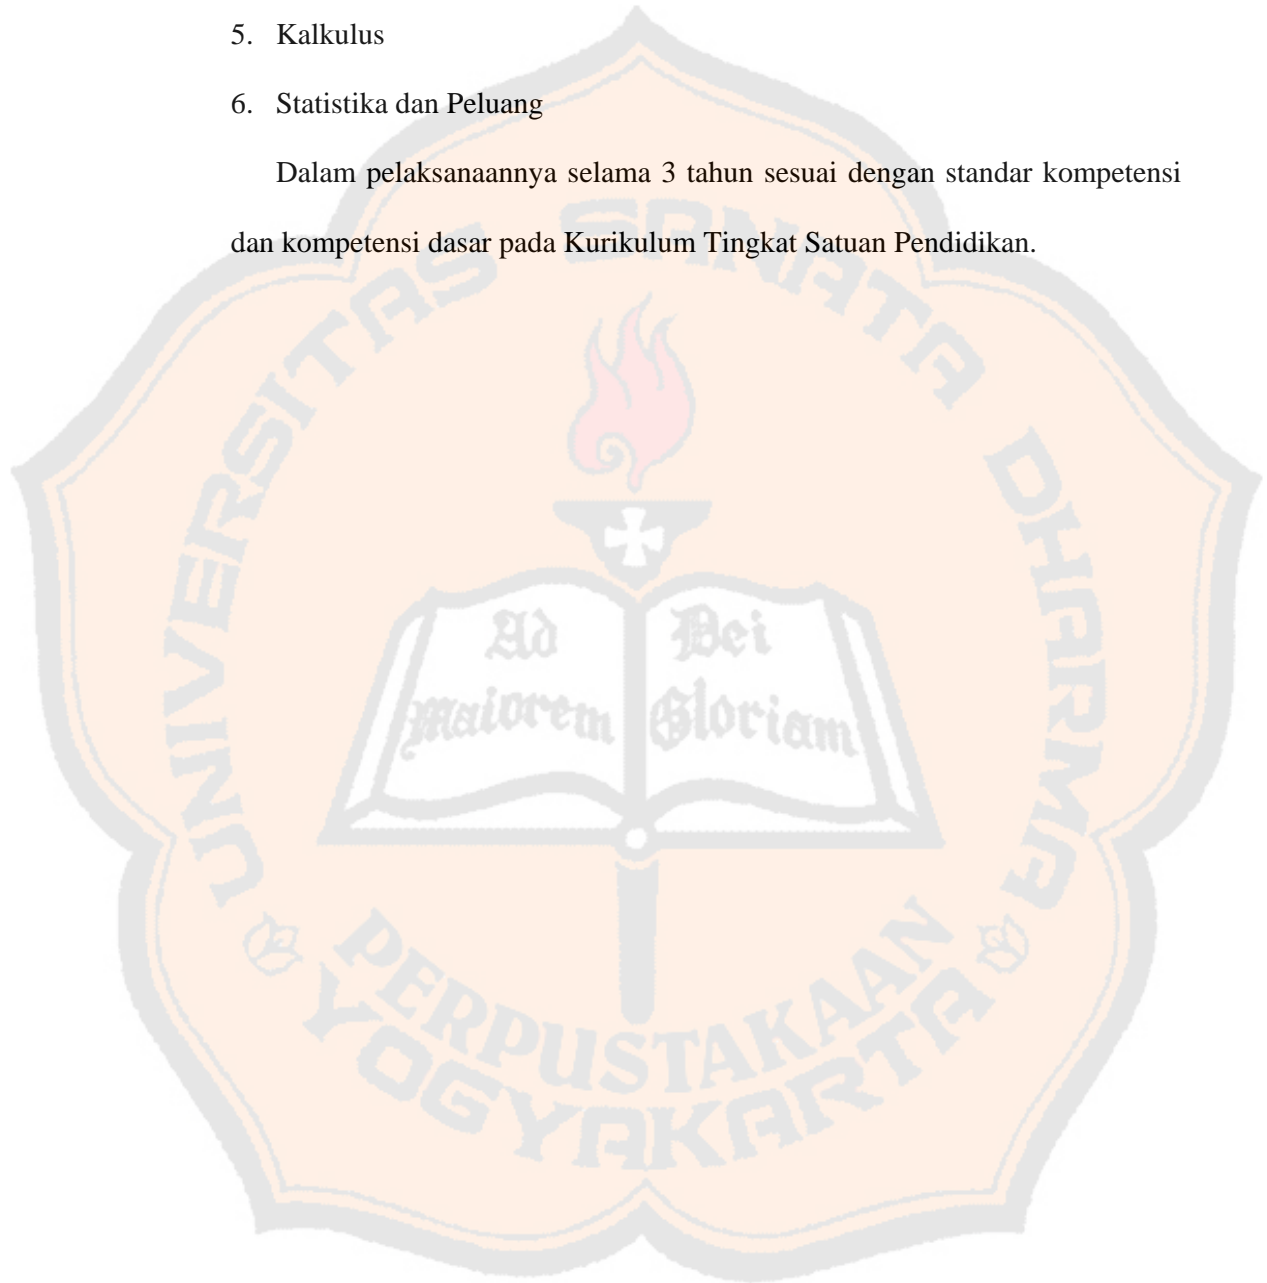 5. Kalkulus
6. Statistika dan Peluang
Dalam pelaksanaannya selama 3 tahun sesuai dengan standar kompetensi
dan kompetensi dasar pada Kurikulum Tingkat Satuan Pendidikan.
UNIVERSITAS SANATA DHARMA
Ad Dei
maiorem Gloriam
PERPUSTAKAAN
YOGYAKARTA